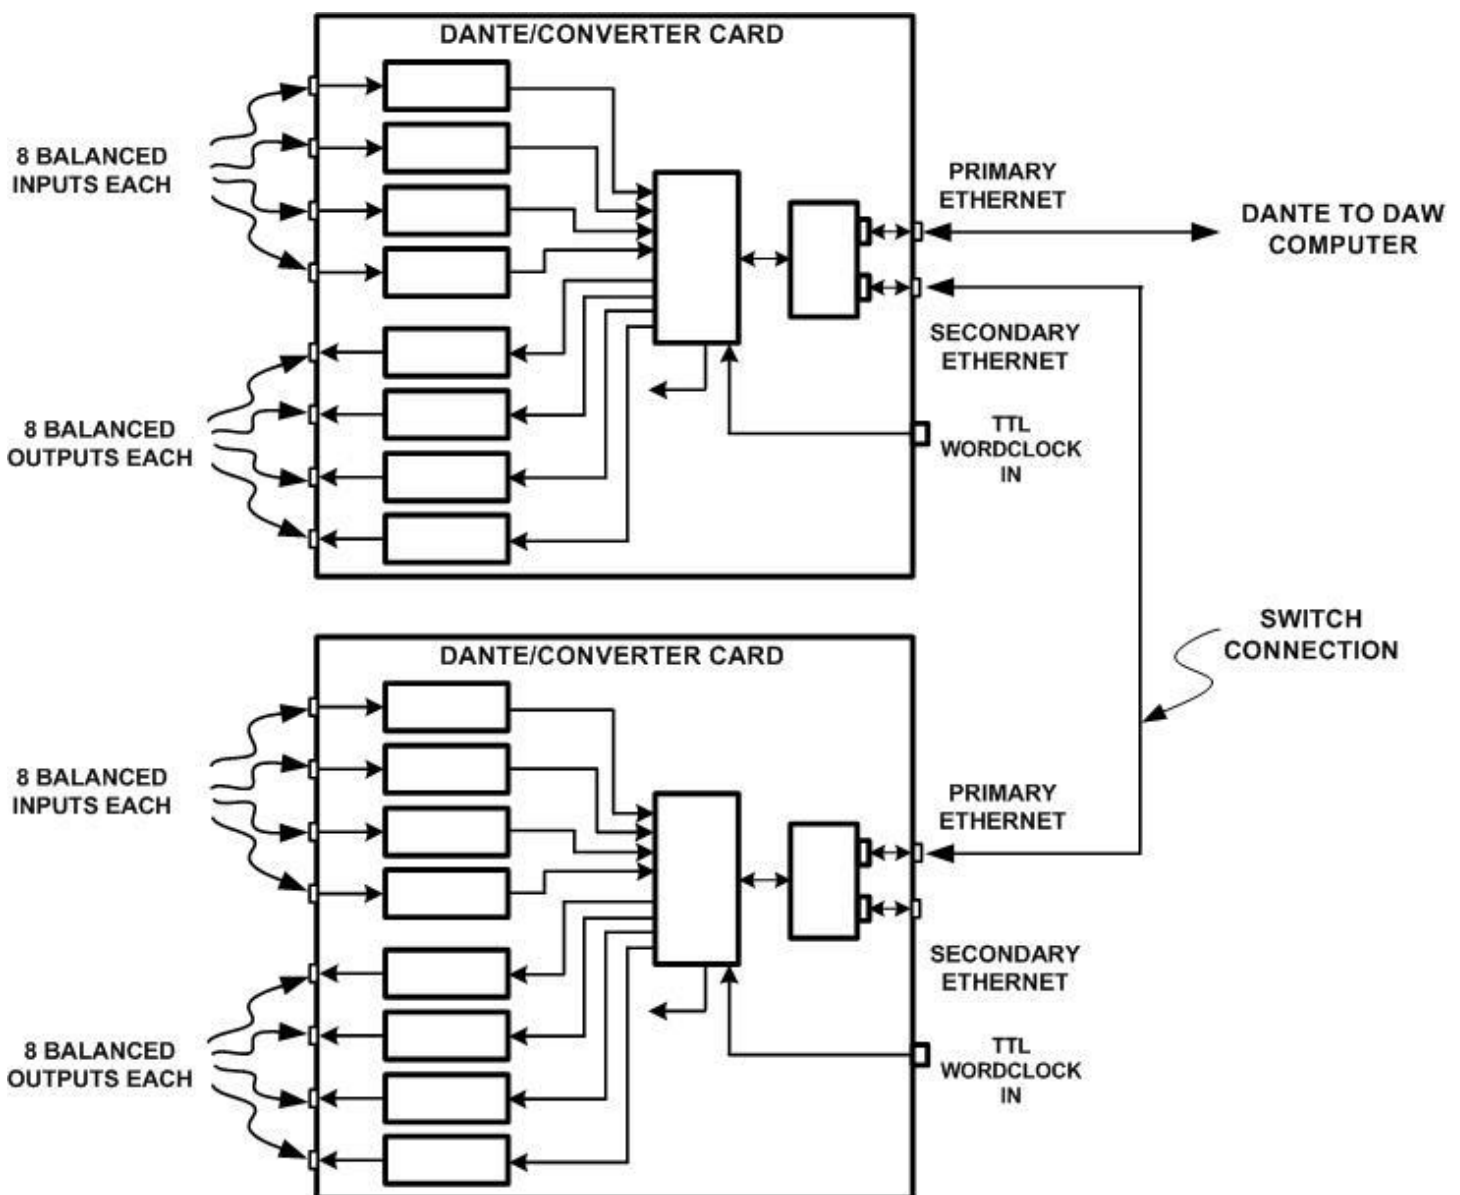 DANTE/CONVERTER CARD
8 BALANCED
INPUTS EACH
PRIMARY
ETHERNET
DANTE TO DAW
COMPUTER
SECONDARY
ETHERNET
8 BALANCED
OUTPUTS EACH
TTL
WORDCLOCK
IN
SWITCH
CONNECTION
DANTE/CONVERTER CARD
8 BALANCED
INPUTS EACH
PRIMARY
ETHERNET
SECONDARY
ETHERNET
8 BALANCED
OUTPUTS EACH
TTL
WORDCLOCK
IN